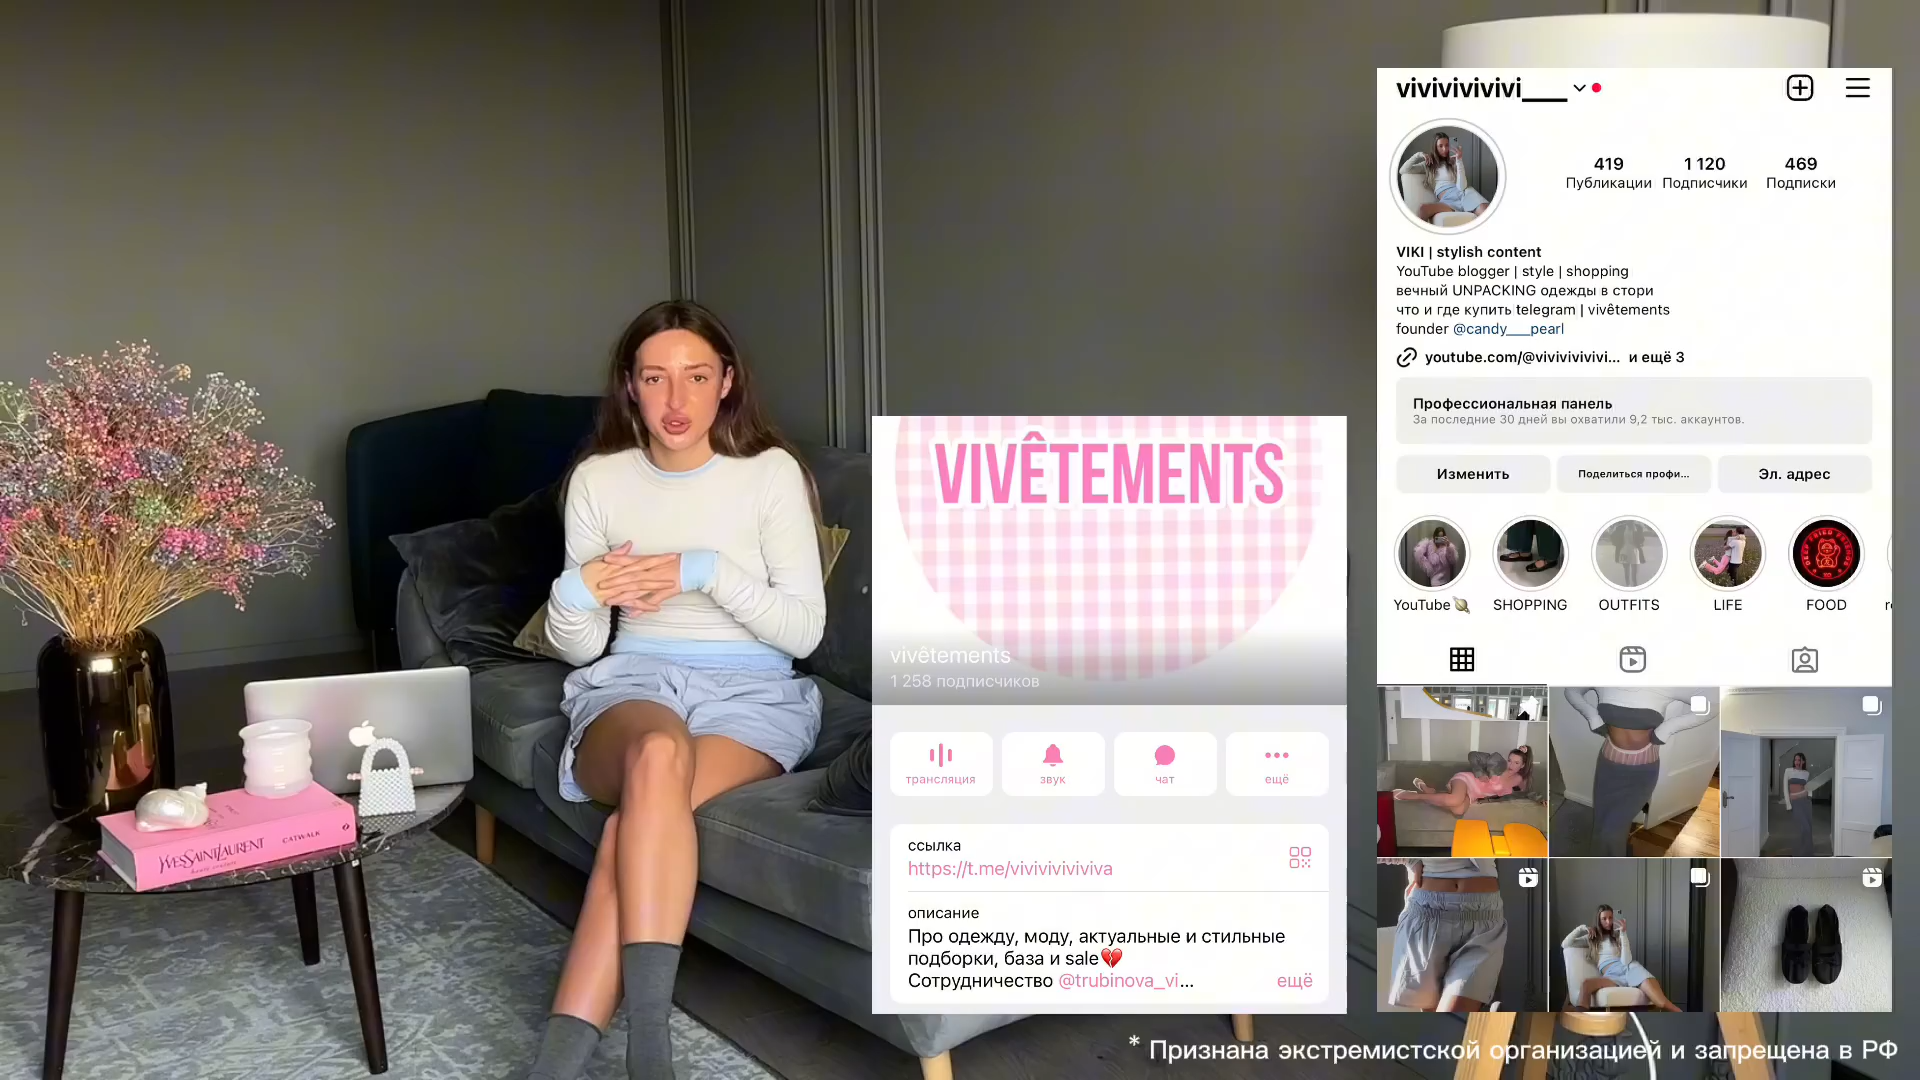 vivivivivivi____
419
Публикации
1 120
Подписчики
469
Подписки
VIKI | stylish content
YouTube blogger | style | shopping
вечный UNPACKING одежды в стори
что и где купить telegram | vivêtements
founder @candy___pearl
youtube.com/@vivivivivivi... и ещё 3
Профессиональная панель
За последние 30 дней вы охватили 9,2 тыс. аккаунтов.
Изменить
Поделиться профи...
Эл. адрес
YouTube
SHOPPING
OUTFITS
LIFE
FOOD
VIVÊTEMENTS
vivêtements
1 258 подписчиков
трансляция
звук
чат
ещё
ссылка
https://t.me/viviviviviviva
описание
Про одежду, моду, актуальные и стильные
подборки, база и sale💔
Сотрудничество @trubinova_vi...
ещё
YVES SAINT LAURENT
CATWALK
* Признана экстремистской организацией и запрещена в РФ